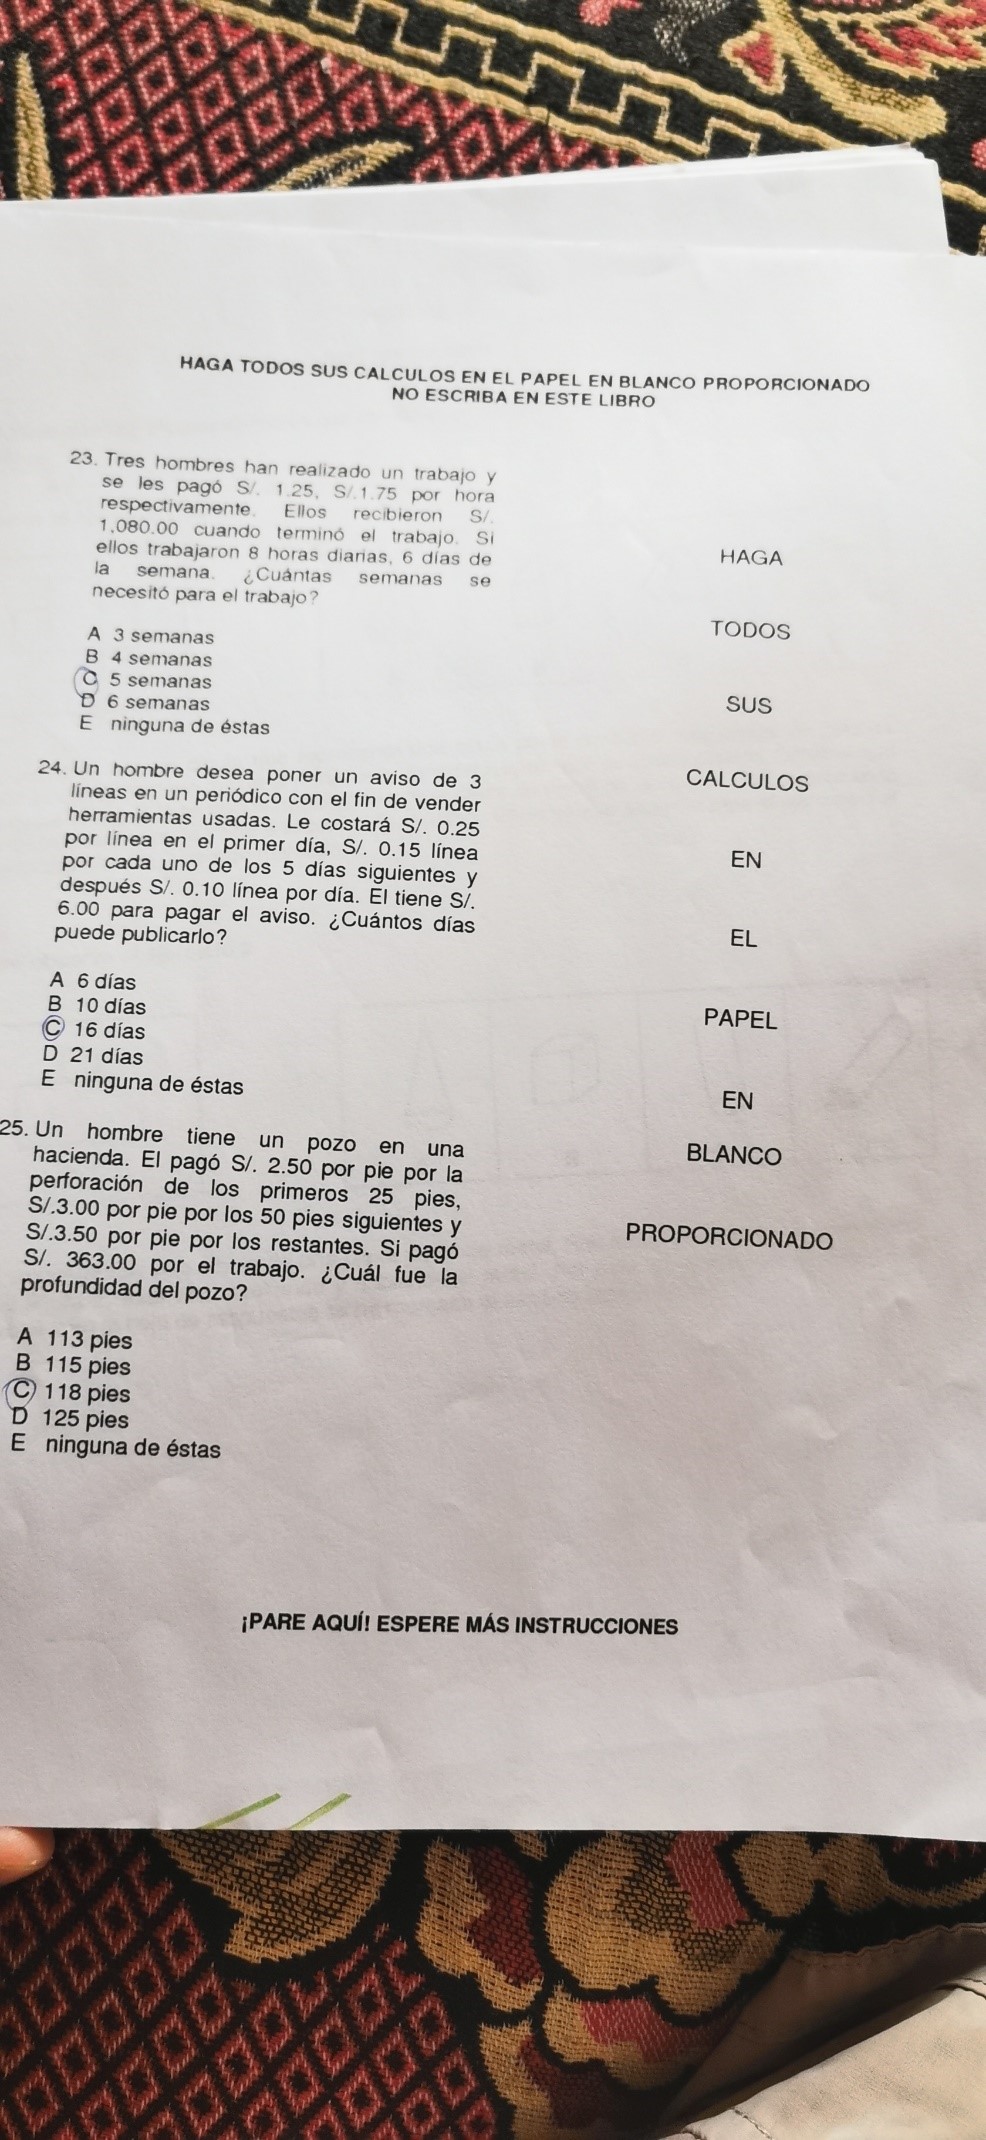 HAGA TODOS SUS CALCULOS EN EL PAPEL EN BLANCO PROPORCIONADO
NO ESCRIBA EN ESTE LIBRO
23. Tres hombres han realizado un trabajo y
se les pagó S/. 1.25, S/.1.75 por hora
respectivamente. Ellos recibieron S/.
1,080.00 cuando terminó el trabajo. Si
ellos trabajaron 8 horas diarias, 6 días de
la semana. ¿Cuántas semanas se
necesitó para el trabajo?
A 3 semanas
B 4 semanas
C 5 semanas
D 6 semanas
E ninguna de éstas
24. Un hombre desea poner un aviso de 3
líneas en un periódico con el fin de vender
herramientas usadas. Le costará S/. 0.25
por línea en el primer día, S/. 0.15 línea
por cada uno de los 5 días siguientes y
después S/. 0.10 línea por día. El tiene S/.
6.00 para pagar el aviso. ¿Cuántos días
puede publicarlo?
A 6 días
B 10 días
C 16 días
D 21 días
E ninguna de éstas
25. Un hombre tiene un pozo en una
hacienda. El pagó S/. 2.50 por pie por la
perforación de los primeros 25 pies,
S/.3.00 por pie por los 50 pies siguientes y
S/.3.50 por pie por los restantes. Si pagó
S/. 363.00 por el trabajo. ¿Cuál fue la
profundidad del pozo?
A 113 pies
B 115 pies
C 118 pies
D 125 pies
E ninguna de éstas
HAGA
TODOS
SUS
CALCULOS
EN
EL
PAPEL
EN
BLANCO
PROPORCIONADO
¡PARE AQUÍ! ESPERE MÁS INSTRUCCIONES